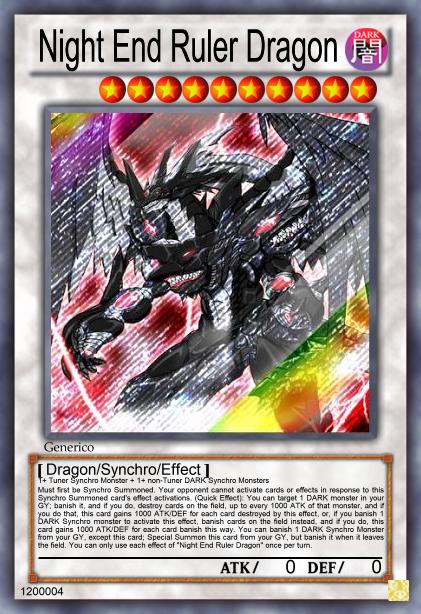 Night End Ruler Dragon
DARK
闇
Generico
[ Dragon/Synchro/Effect ]
1+ Tuner Synchro Monster + 1+ non-Tuner DARK Synchro Monsters
Must first be Synchro Summoned. Your opponent cannot activate cards or effects in response to this
Synchro Summoned card's effect activations. (Quick Effect): You can target 1 DARK monster in your
GY; banish it, and if you do, destroy cards on the field, up to every 1000 ATK of that monster, and if
you do that, this card gains 1000 ATK/DEF for each card destroyed by this effect, or, if you banish 1
DARK Synchro monster to activate this effect, banish cards on the field instead, and if you do, this
card gains 1000 ATK/DEF for each card banish this way. You can banish 1 DARK Synchro Monster
from your GY, except this card; Special Summon this card from your GY, but banish it when it leaves
the field. You can only use each effect of "Night End Ruler Dragon" once per turn.
ATK/ 0 DEF/ 0
1200004